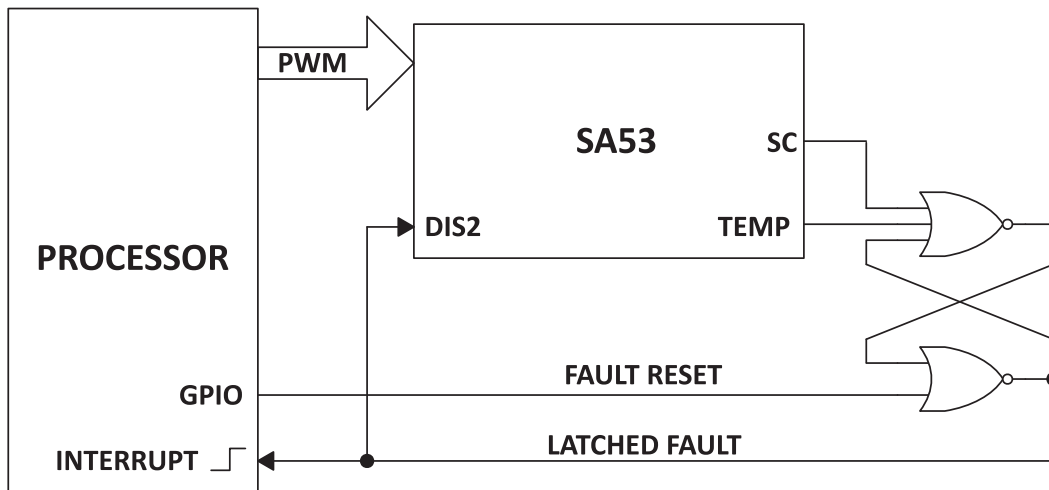 PWM
SA53
SC
DIS2
TEMP
PROCESSOR
FAULT RESET
GPIO
LATCHED FAULT
INTERRUPT